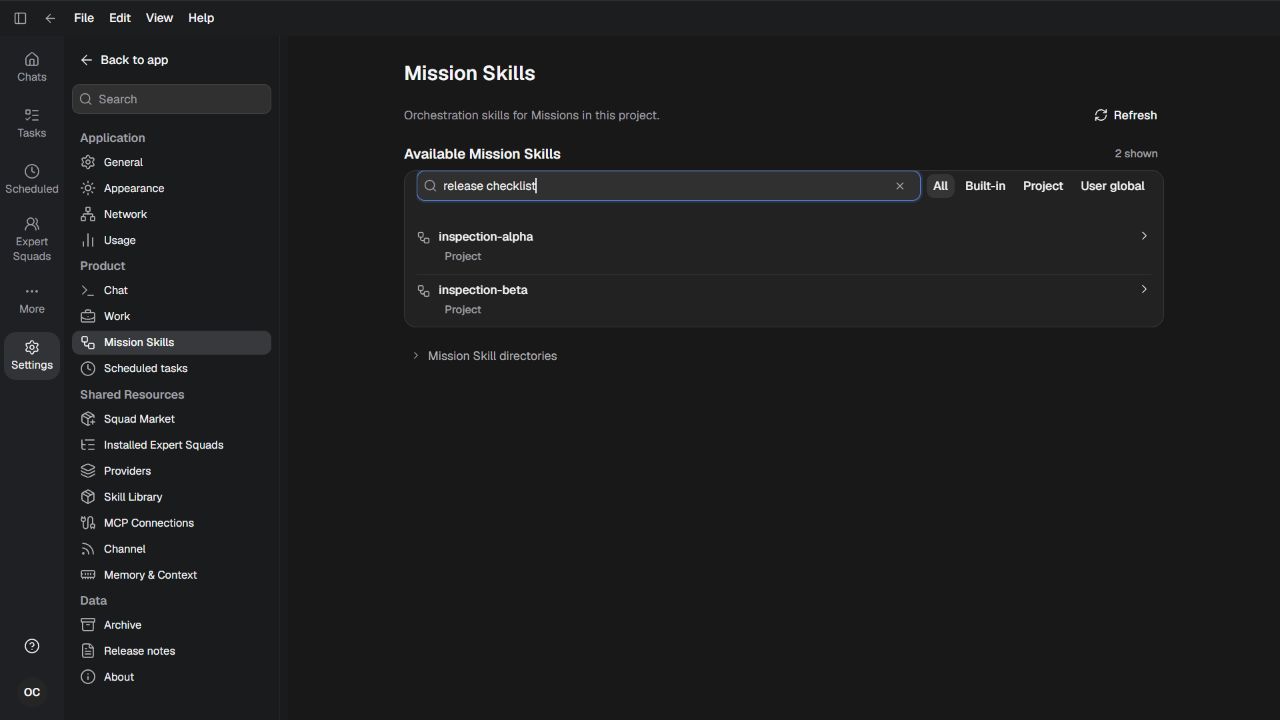 File Edit View Help
Chats
Tasks
Scheduled
Expert
Squads
More
Settings
OC
Back to app
Search
Application
General
Appearance
Network
Usage
Product
Chat
Work
Mission Skills
Scheduled tasks
Shared Resources
Squad Market
Installed Expert Squads
Providers
Skill Library
MCP Connections
Channel
Memory & Context
Data
Archive
Release notes
About
Mission Skills
Orchestration skills for Missions in this project.
Refresh
Available Mission Skills
2 shown
release checklist
All Built-in Project User global
inspection-alpha
Project
inspection-beta
Project
Mission Skill directories